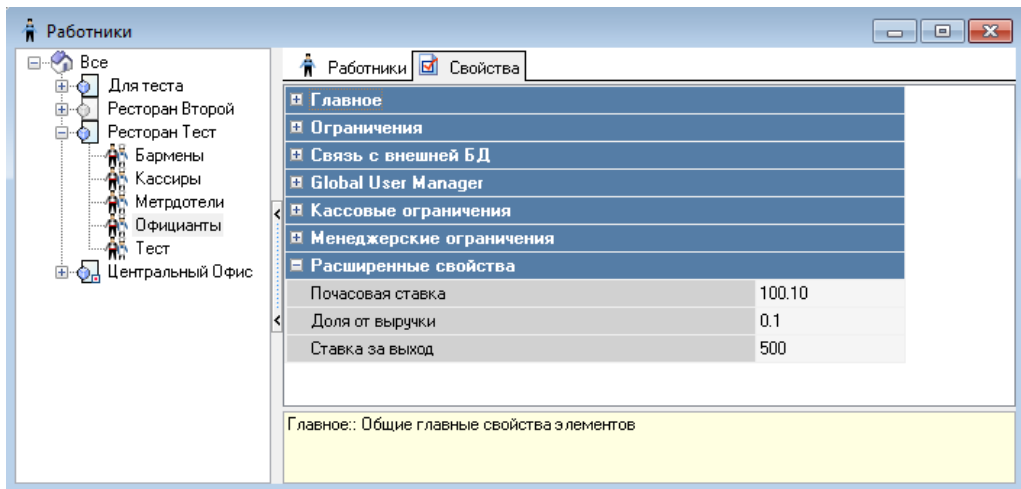 Работники
Все
Для теста
Ресторан Второй
Ресторан Тест
Бармены
Кассиры
Метрдотели
Официанты
Тест
Центральный Офис
Работники Свойства
Главное
Ограничения
Связь с внешней БД
Global User Manager
Кассовые ограничения
Менеджерские ограничения
Расширенные свойства
Почасовая ставка 100.10
Доля от выручки 0.1
Ставка за выход 500
Главное:: Общие главные свойства элементов